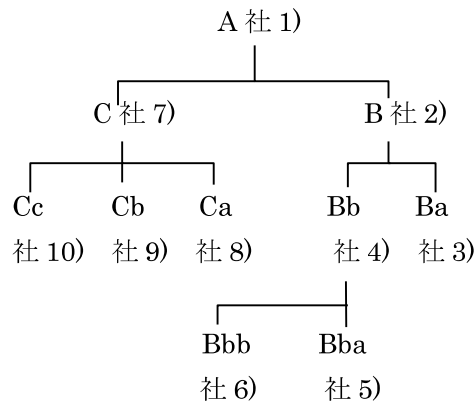 A 社 1)
C 社 7)
B 社 2)
Cc
社 10)
Cb
社 9)
Ca
社 8)
Bb
社 4)
Ba
社 3)
Bbb
社 6)
Bba
社 5)